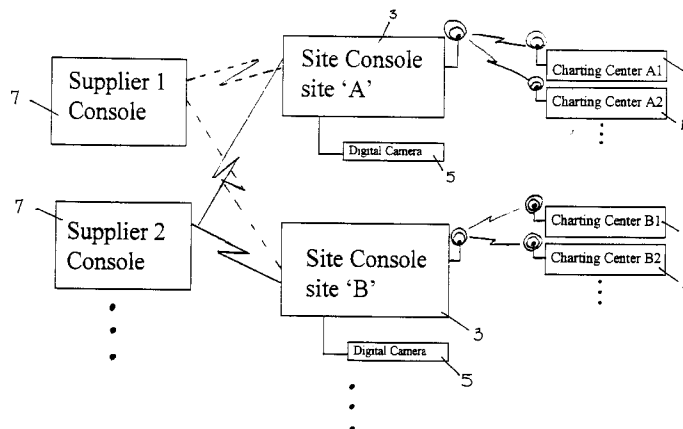 3
Supplier 1
Console
7
Site Console
site 'A'
Charting Center A1
Charting Center A2
Digital Camera
5
7
Supplier 2
Console
Site Console
site 'B'
Charting Center B1
Charting Center B2
3
Digital Camera
5